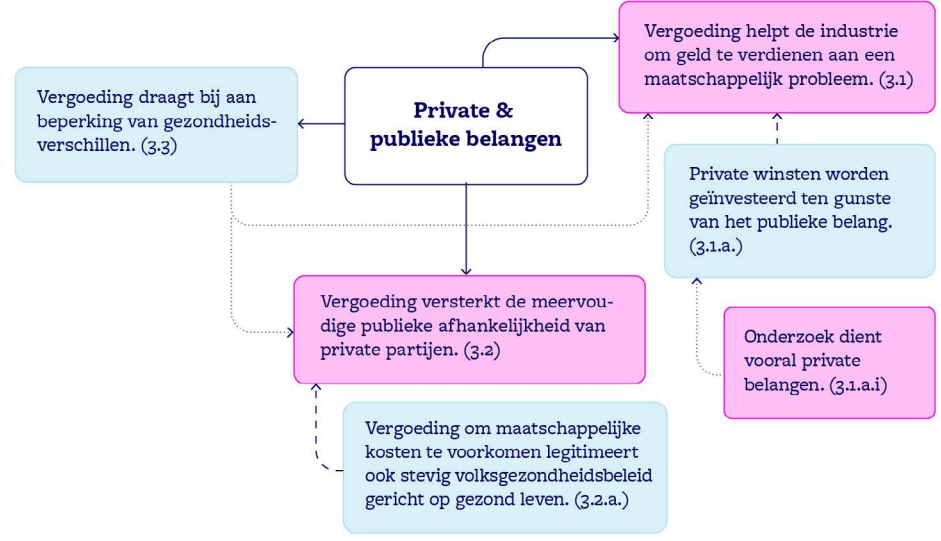 Vergoeding helpt de industrie
om geld te verdienen aan een
maatschappelijk probleem. (3.1)
Vergoeding draagt bij aan
beperking van gezondheids-
verschillen. (3.3)
Private &
publieke belangen
Private winsten worden
geïnvesteerd ten gunste
van het publieke belang.
(3.1.a.)
Vergoeding versterkt de meervou-
dige publieke afhankelijkheid van
private partijen. (3.2)
Onderzoek dient
vooral private
belangen. (3.1.a.i)
Vergoeding om maatschappelijke
kosten te voorkomen legitimeert
ook stevig volksgezondheidsbeleid
gericht op gezond leven. (3.2.a.)